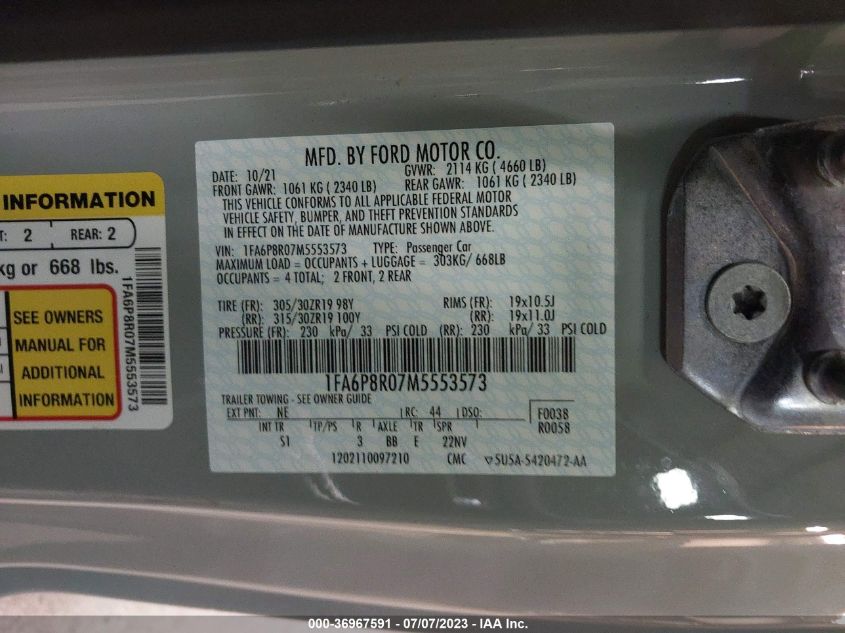 INFORMATION
T: 2 REAR: 2
kg or 668 lbs.
SEE OWNERS
MANUAL FOR
ADDITIONAL
INFORMATION
1FA6P8R07M5553573
MFD. BY FORD MOTOR CO.
DATE: 10/21 GVWR: 2114 KG ( 4660 LB)
FRONT GAWR: 1061 KG ( 2340 LB) REAR GAWR: 1061 KG ( 2340 LB)
THIS VEHICLE CONFORMS TO ALL APPLICABLE FEDERAL MOTOR
VEHICLE SAFETY, BUMPER, AND THEFT PREVENTION STANDARDS
IN EFFECT ON THE DATE OF MANUFACTURE SHOWN ABOVE.
VIN: 1FA6P8R07M5553573 TYPE: Passenger Car
MAXIMUM LOAD = OCCUPANTS + LUGGAGE = 303KG/ 668LB
OCCUPANTS = 4 TOTAL; 2 FRONT, 2 REAR
TIRE (FR): 305/30ZR19 98Y RIMS (FR): 19x10.5J
(RR): 315/30ZR19 100Y (RR): 19x11.0J
PRESSURE (FR): 230 kPa/ 33 PSI COLD (RR): 230 kPa/ 33 PSI COLD
1FA6P8R07M5553573
TRAILER TOWING - SEE OWNER GUIDE
EXT PNT: NE RC: 44 DSO: F0038
INT TR TP/PS R AXLE TR SPR R0058
S1 3 BB E 22NV
1202110097210 CMC ▽5U5A-5420472-AA
000-36967591 - 07/07/2023 - IAA Inc.